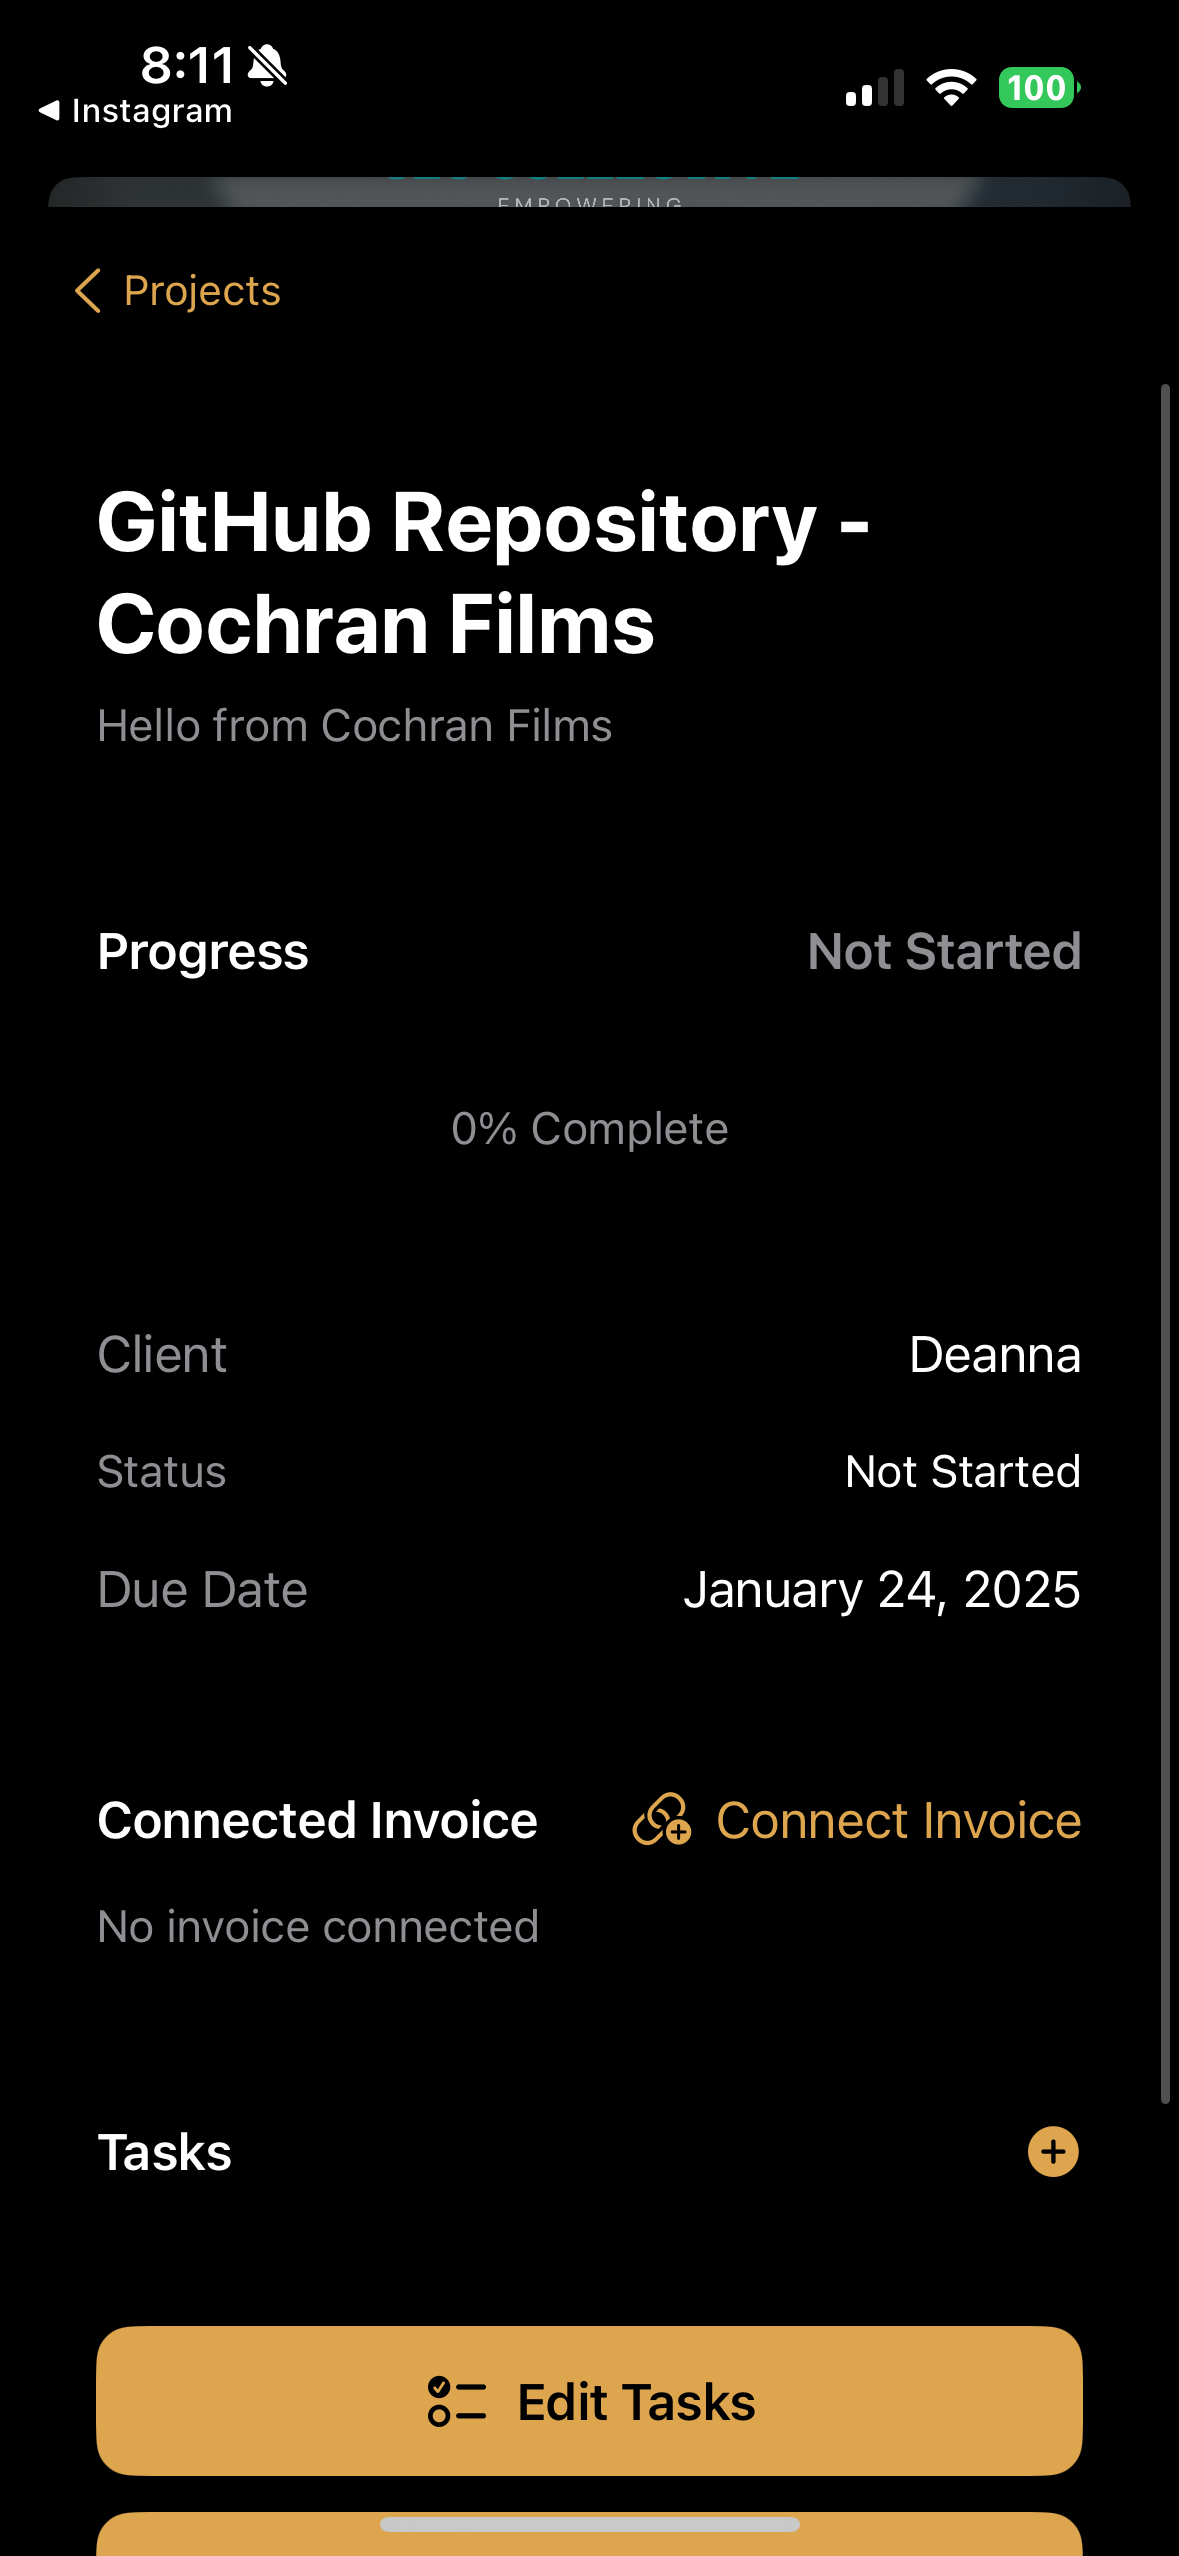 8:11
Instagram
100
EMPOWERING
Projects
GitHub Repository -
Cochran Films
Hello from Cochran Films
Progress
Not Started
0% Complete
Client
Deanna
Status
Not Started
Due Date
January 24, 2025
Connected Invoice
Connect Invoice
No invoice connected
Tasks
Edit Tasks